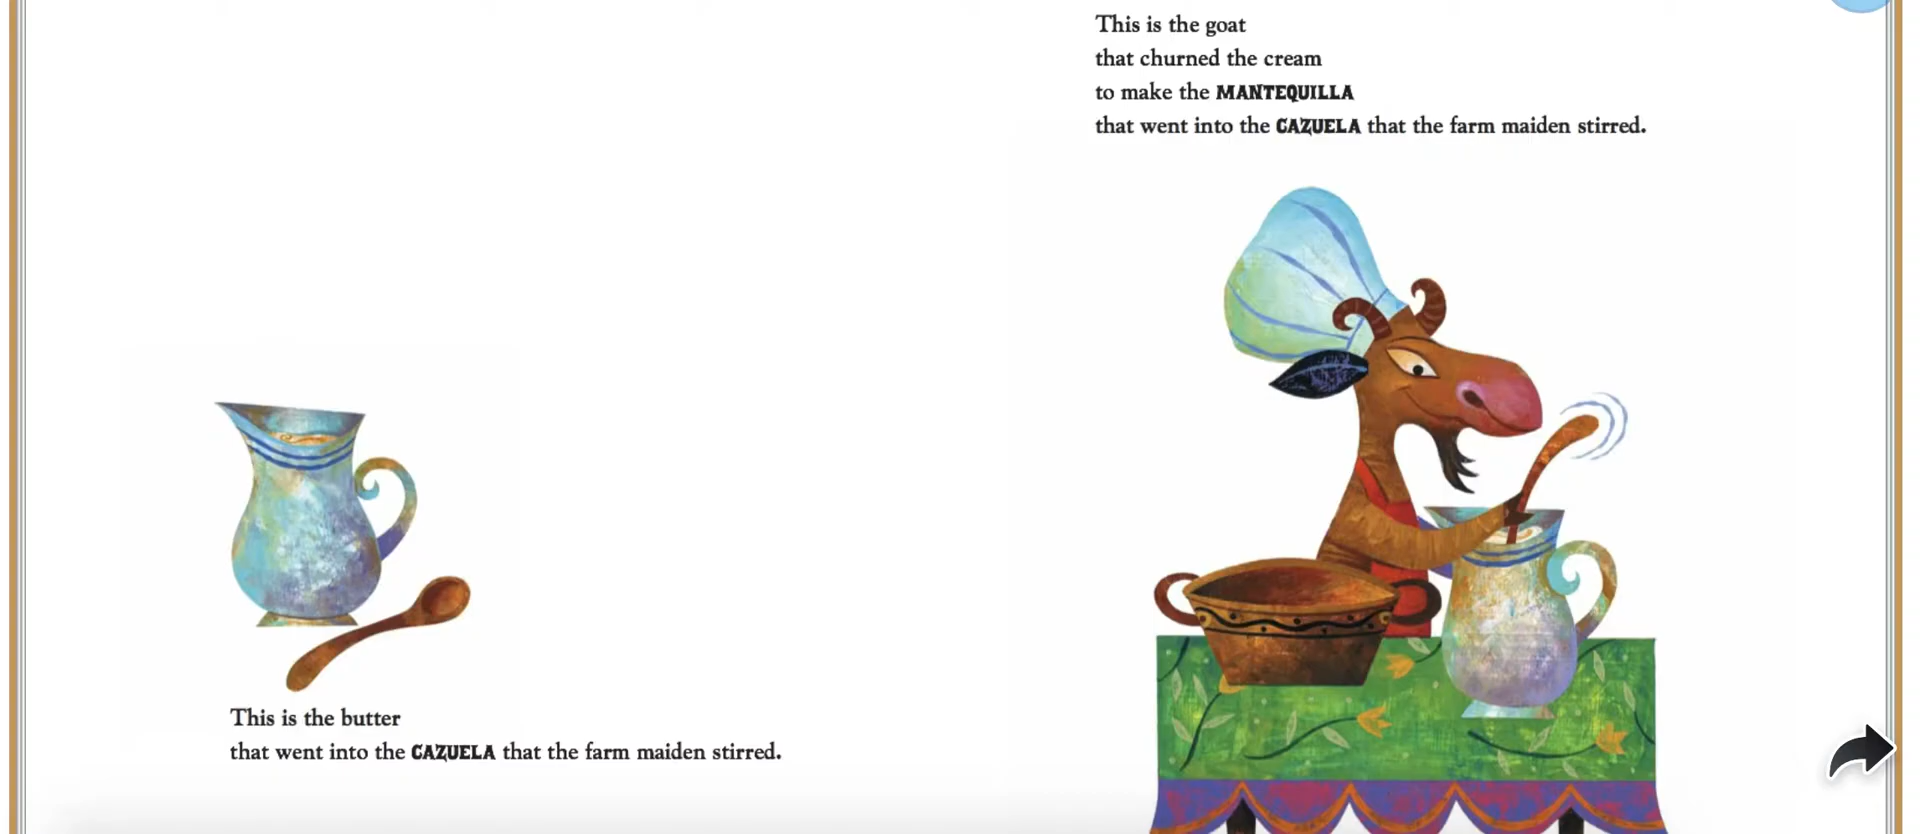 This is the butter
that went into the CAZUELA that the farm maiden stirred.
This is the goat
that churned the cream
to make the MANTEQUILLA
that went into the CAZUELA that the farm maiden stirred.